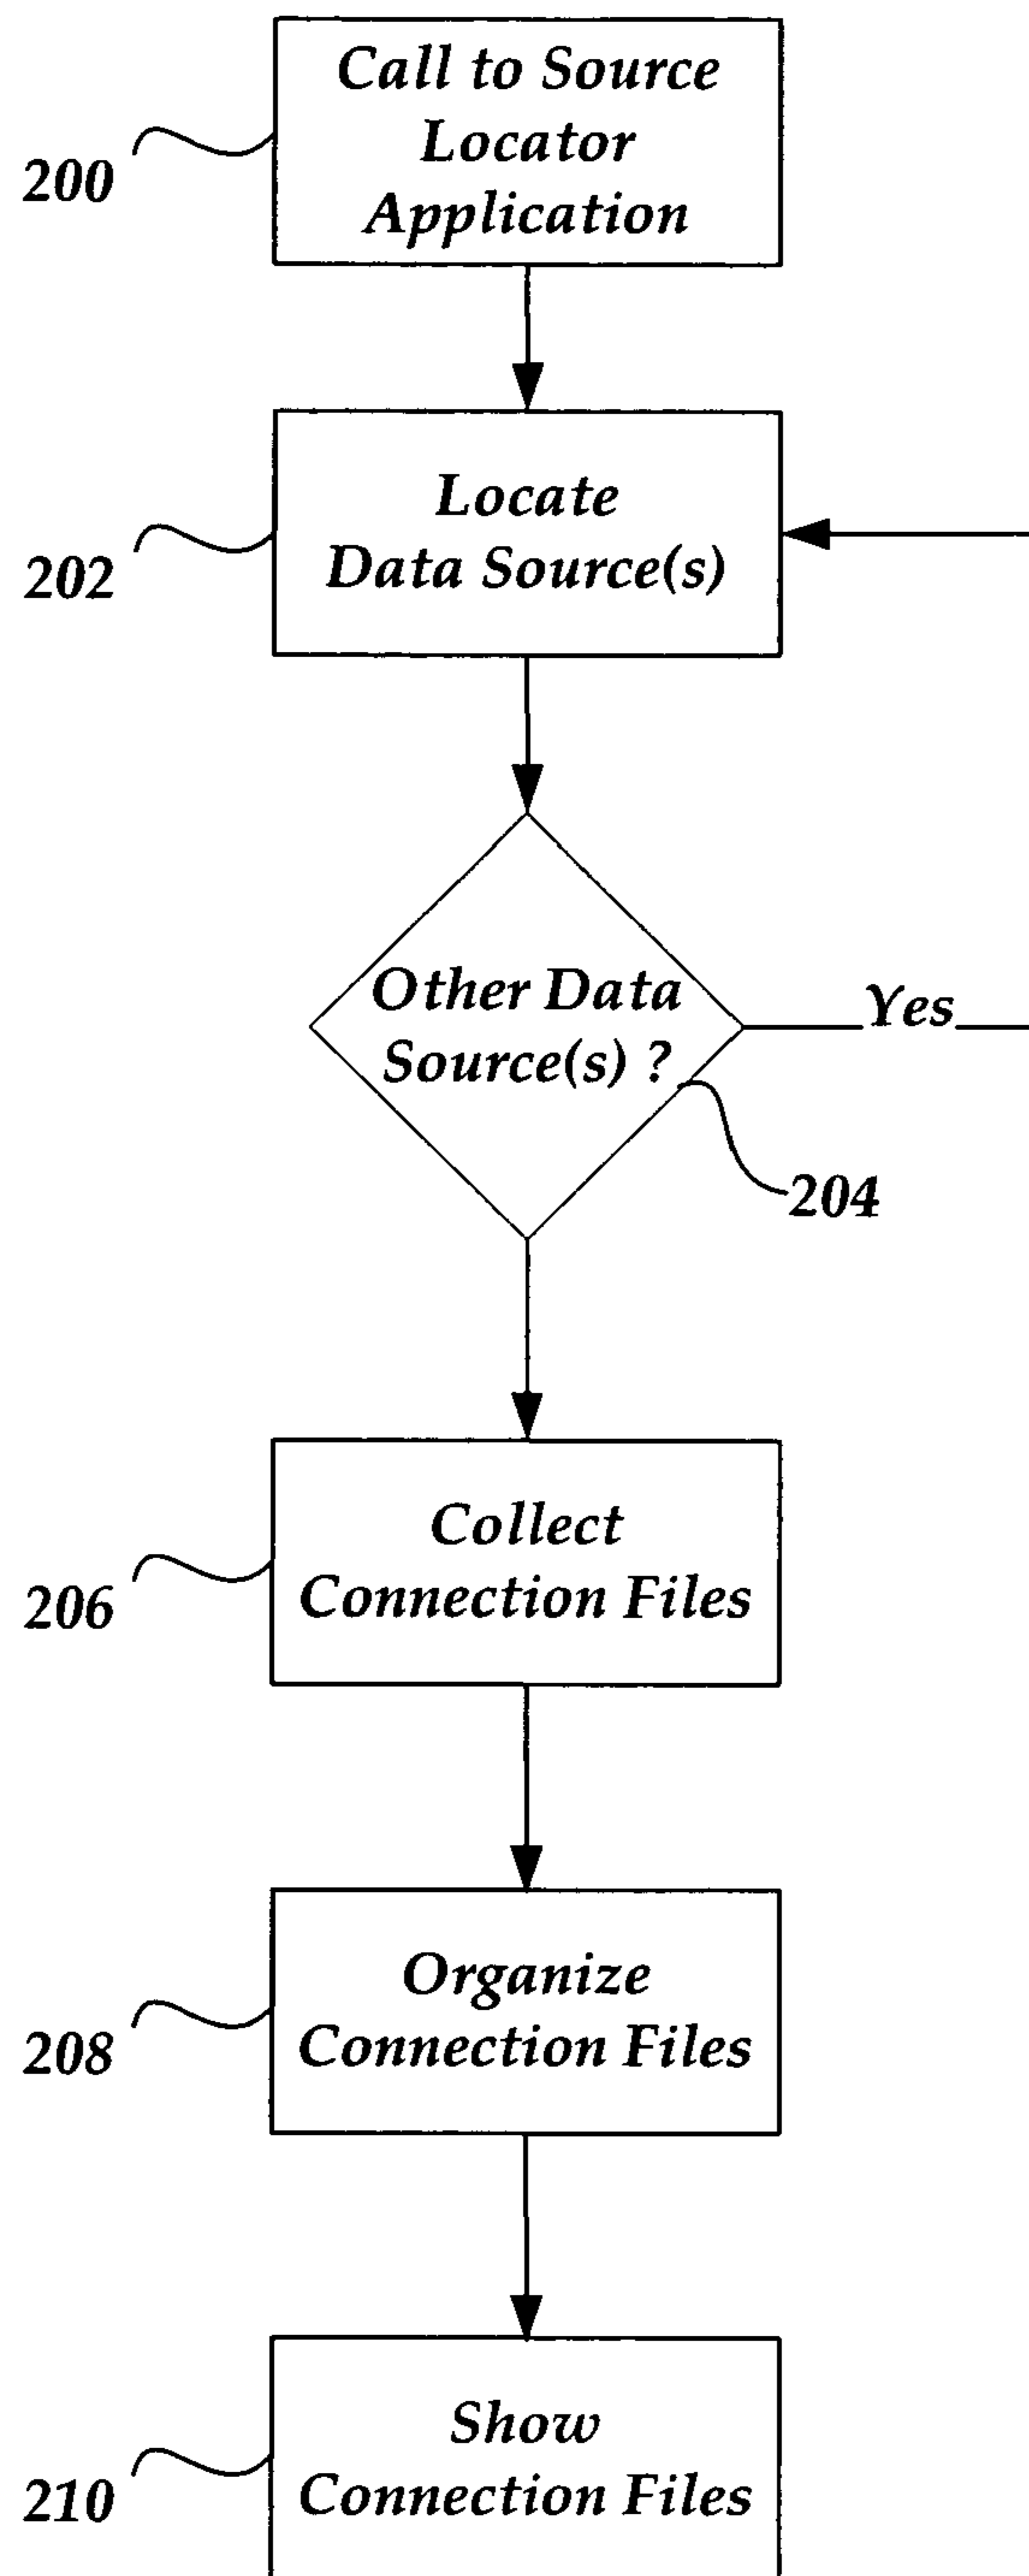 Call to Source
Locator
Application
200
Locate
Data Source(s)
202
Other Data
Source(s) ?
Yes
204
Collect
Connection Files
206
Organize
Connection Files
208
Show
Connection Files
210